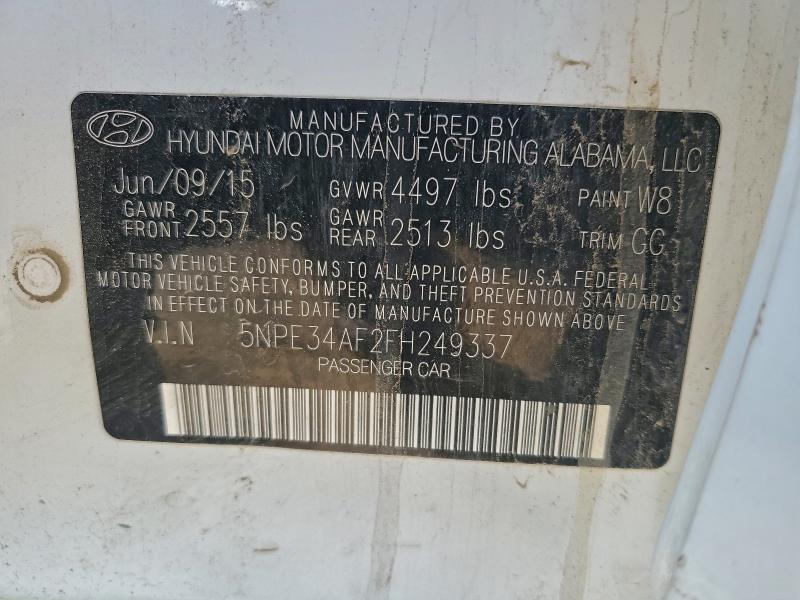 MANUFACTURED BY
HYUNDAI MOTOR MANUFACTURING ALABAMA, LLC
Jun/09/15 GVWR 4497 lbs PAINT W8
GAWR FRONT 2557 lbs GAWR REAR 2513 lbs TRIM GG
THIS VEHICLE CONFORMS TO ALL APPLICABLE U.S.A. FEDERAL
MOTOR VEHICLE SAFETY, BUMPER, AND THEFT PREVENTION STANDARDS
IN EFFECT ON THE DATE OF MANUFACTURE SHOWN ABOVE.
V.I.N 5NPE34AF2FH249337
PASSENGER CAR